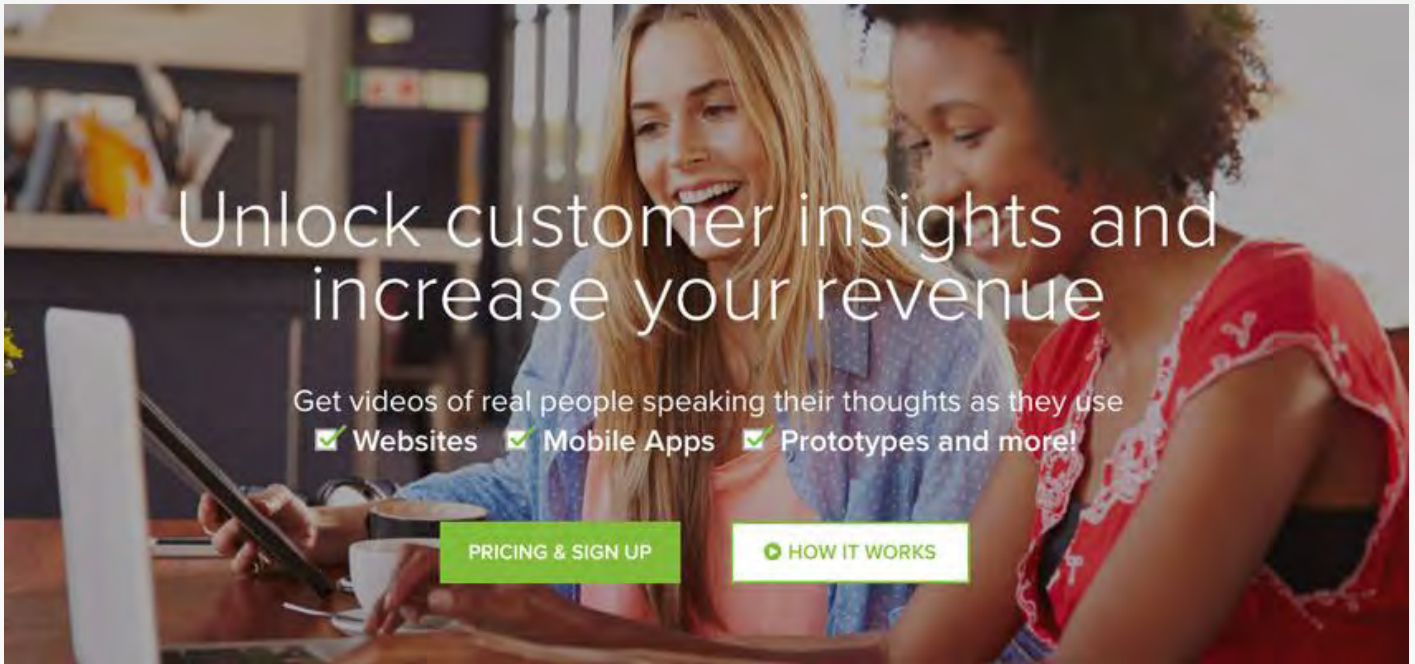 Unlock customer insights and
increase your revenue
Get videos of real people speaking their thoughts as they use
Websites Mobile Apps Prototypes and more!
PRICING & SIGN UP HOW IT WORKS